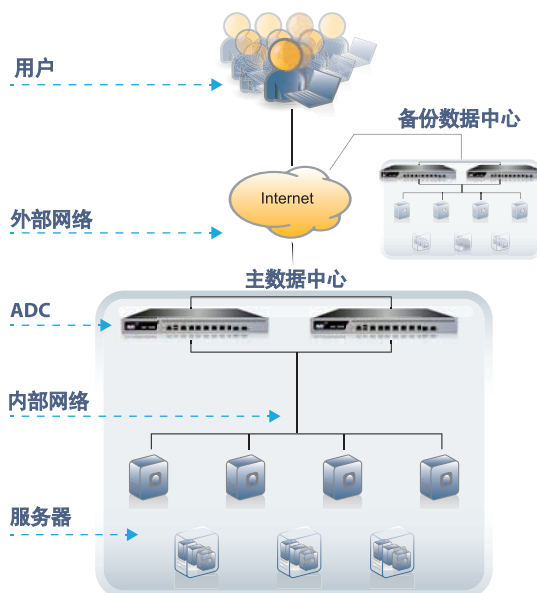 用户
备份数据中心
Internet
外部网络
主数据中心
ADC
内部网络
服务器